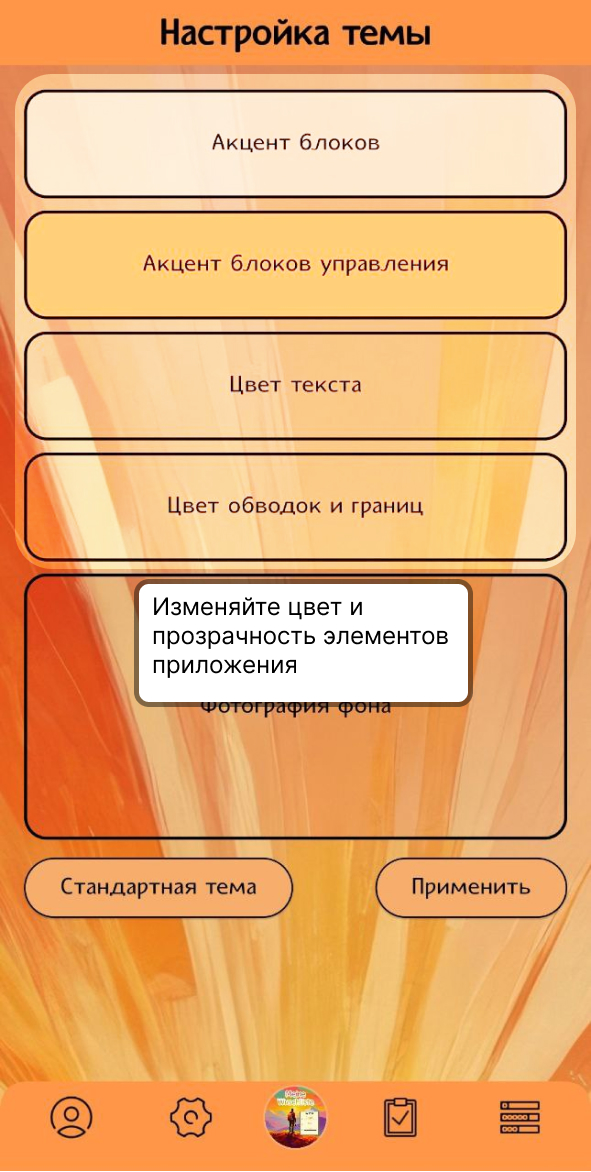 Настройка темы
Акцент блоков
Акцент блоков управления
Цвет текста
Цвет обводок и границ
Изменяйте цвет и
прозрачность элементов
приложения
Фотография фона
Стандартная тема
Применить